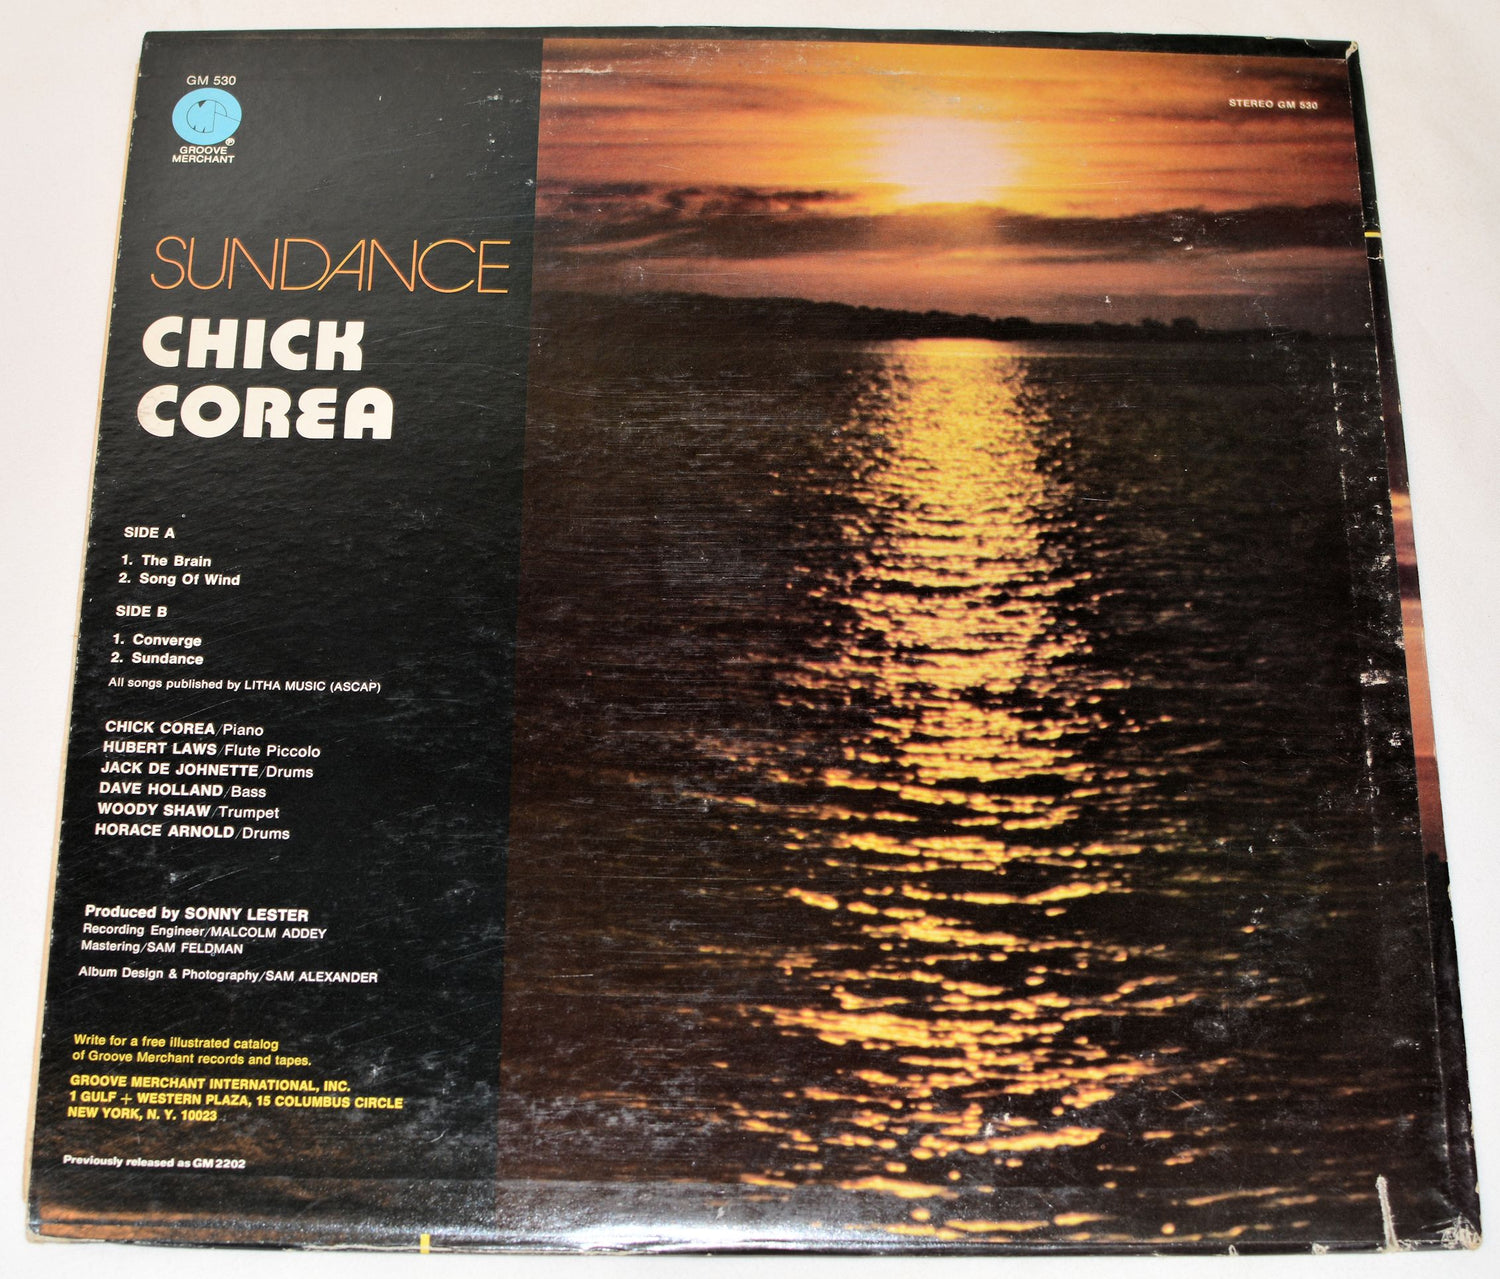 GM 530
GROOVE
MERCHANT
STEREO GM 530
SUNDANCE
CHICK
COREA
SIDE A
1. The Brain
2. Song Of Wind
SIDE B
1. Converge
2. Sundance
All songs published by LITHA MUSIC (ASCAP)
CHICK COREA/Piano
HUBERT LAWS/Flute Piccolo
JACK DE JOHNETTE/Drums
DAVE HOLLAND/Bass
WOODY SHAW/Trumpet
HORACE ARNOLD/Drums
Produced by SONNY LESTER
Recording Engineer/MALCOLM ADDEY
Mastering/SAM FELDMAN
Album Design & Photography/SAM ALEXANDER
Write for a free illustrated catalog
of Groove Merchant records and tapes.
GROOVE MERCHANT INTERNATIONAL, INC.
1 GULF + WESTERN PLAZA, 15 COLUMBUS CIRCLE
NEW YORK, N. Y. 10023
Previously released as GM 2202